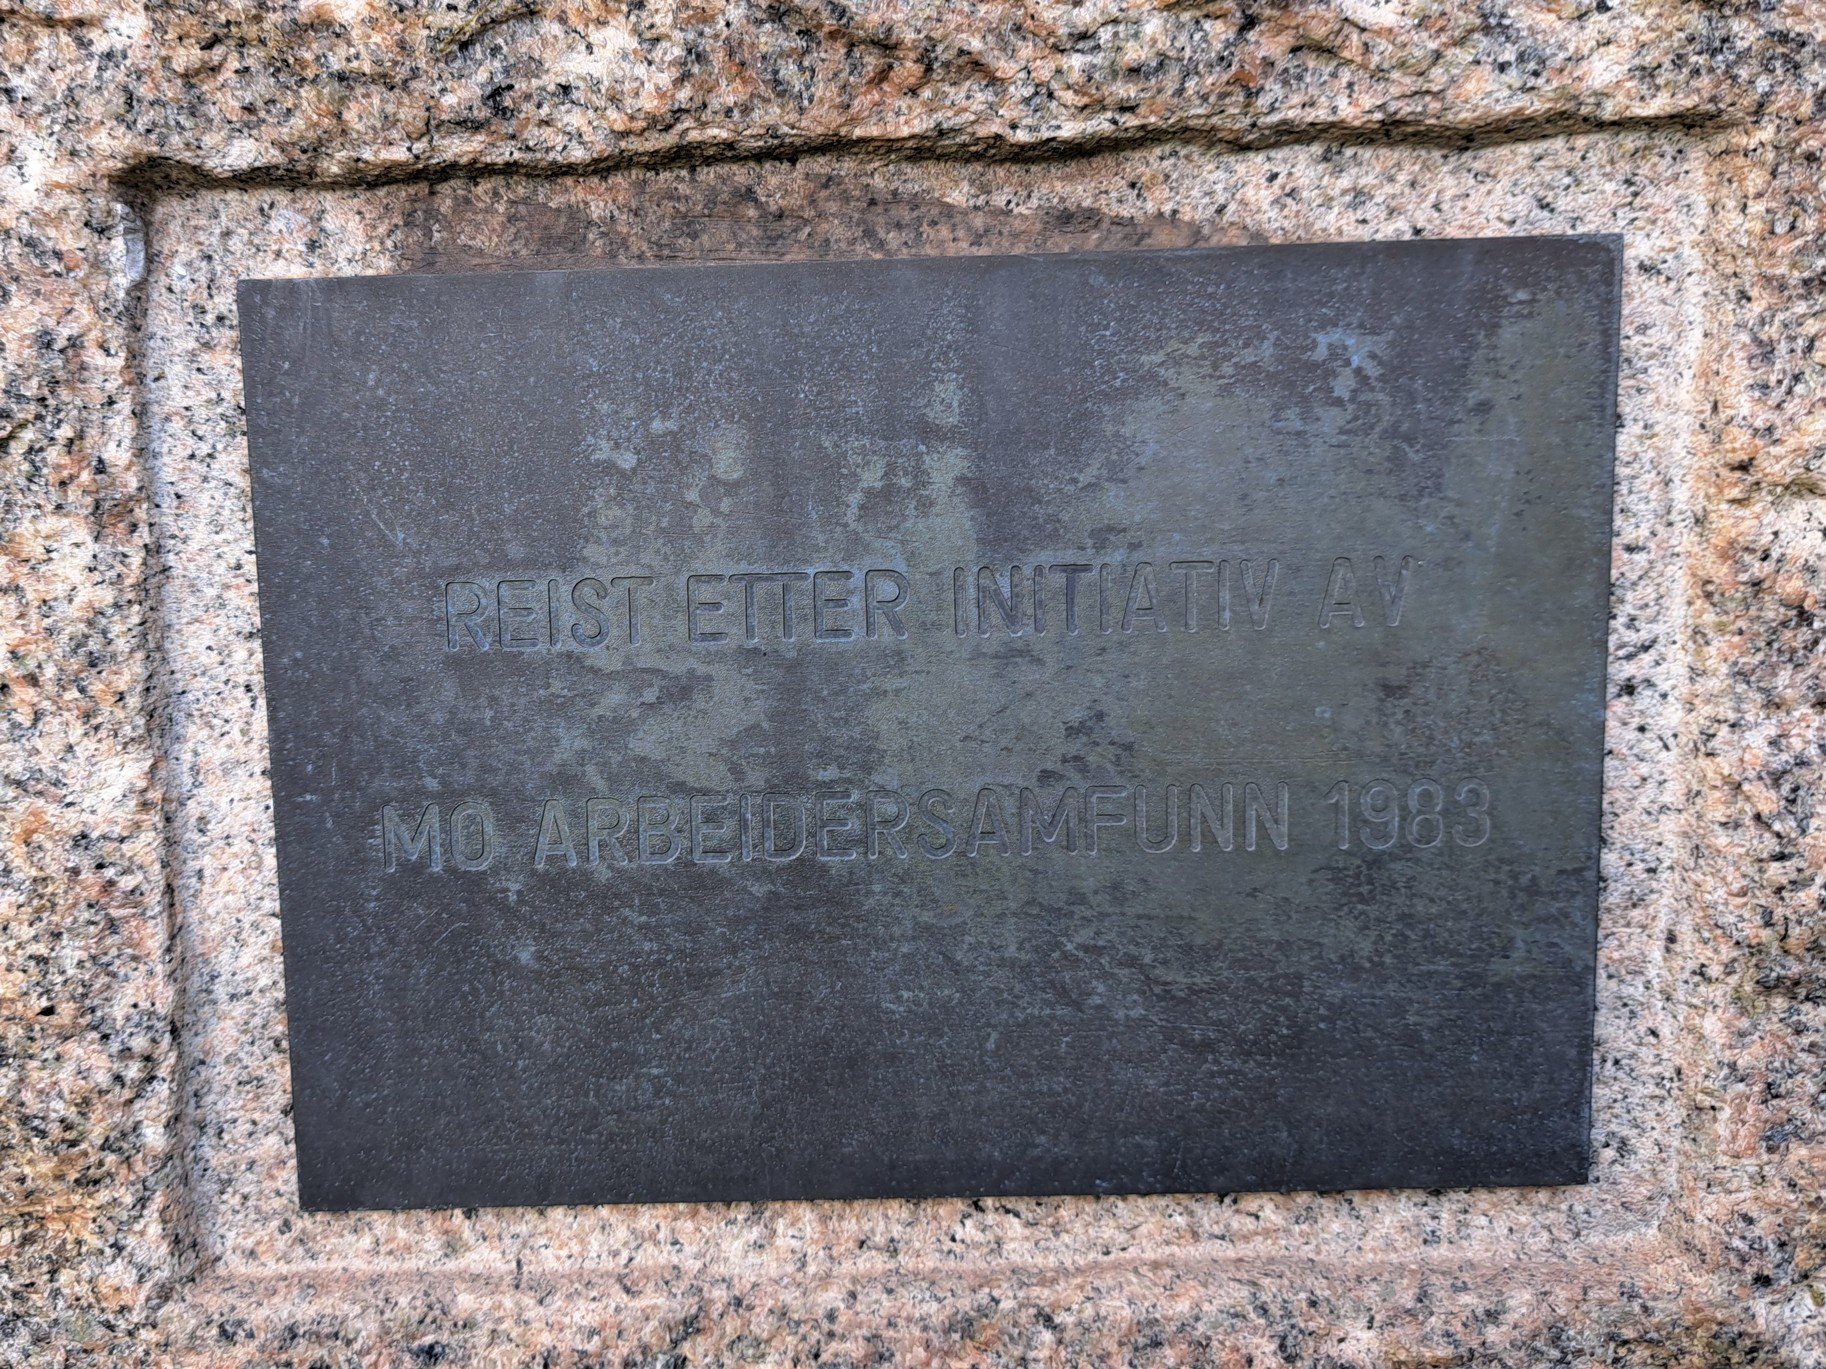 REIST ETTER INITIATIV AV
MO ARBEIDERSAMFUNN 1983